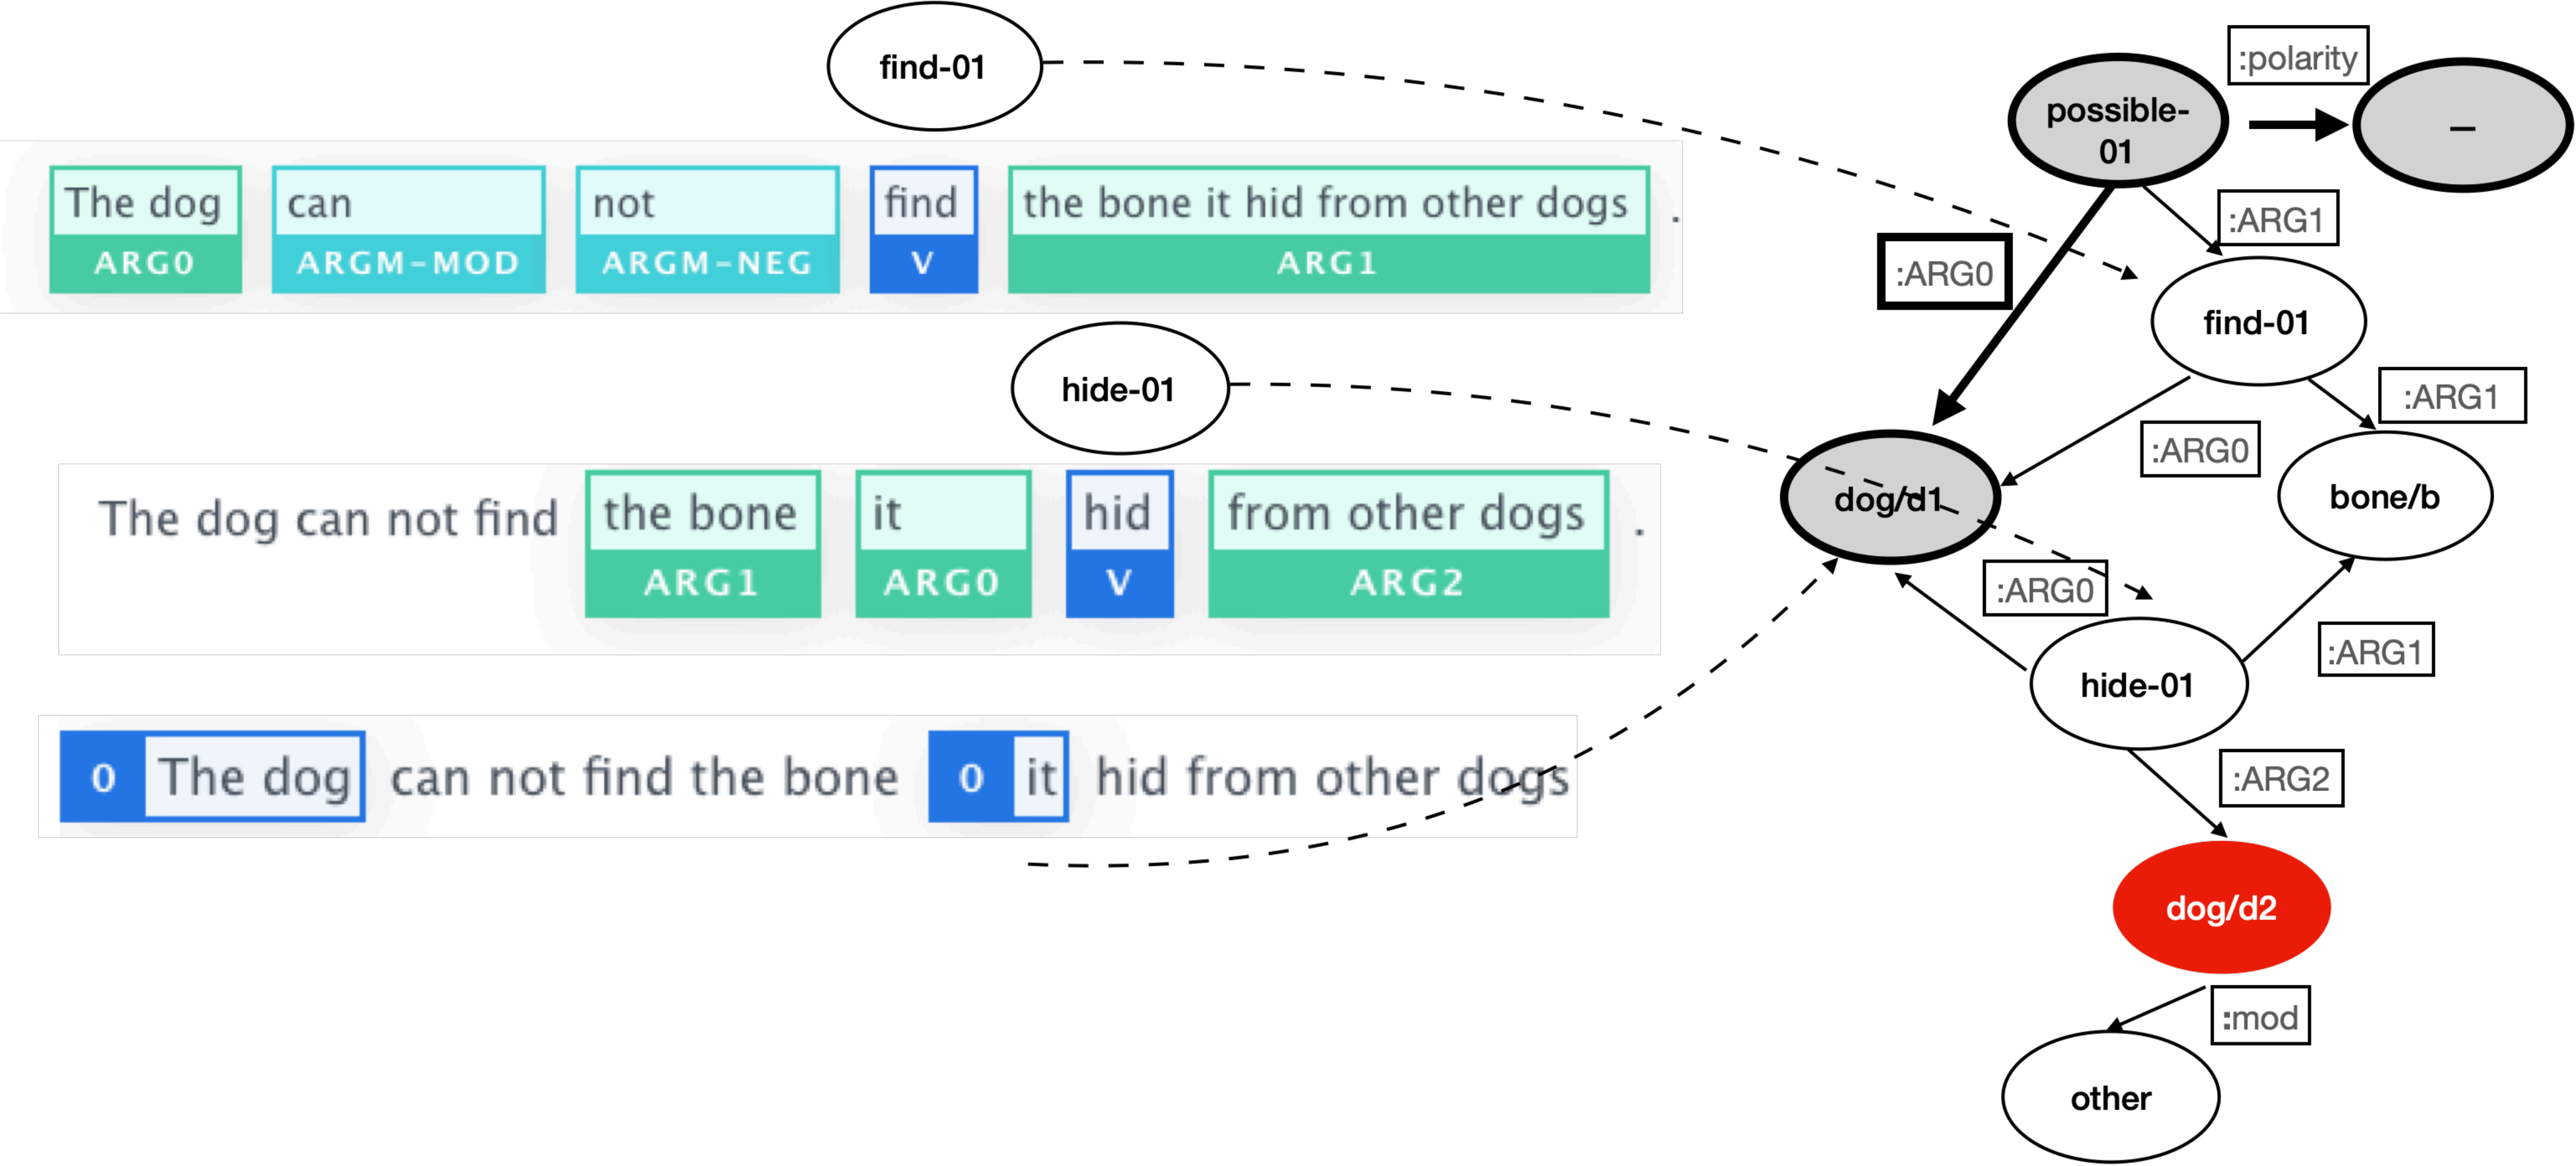 find-01
The dog can not find the bone it hid from other dogs .
ARG0 ARGM-MOD ARGM-NEG V ARG1
hide-01
The dog can not find the bone it hid from other dogs .
ARG1 ARG0 V ARG2
0 The dog can not find the bone 0 it hid from other dogs
:polarity
possible-
01
–
:ARG1
:ARG0
find-01
:ARG1
:ARG0
dog/d1
bone/b
:ARG0
:ARG1
hide-01
:ARG2
dog/d2
:mod
other